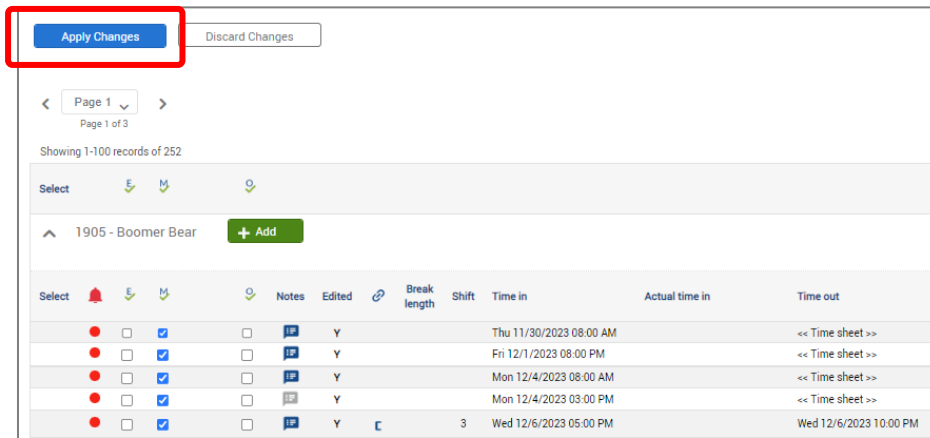 Apply Changes Discard Changes
Page 1
Page 1 of 3
Showing 1-100 records of 252
Select E M O
1905 - Boomer Bear + Add
Select E M O Notes Edited Break length Shift Time in Actual time in Time out
Y Thu 11/30/2023 08:00 AM << Time sheet >>
Y Fri 12/1/2023 08:00 PM << Time sheet >>
Y Mon 12/4/2023 08:00 AM << Time sheet >>
Y Mon 12/4/2023 03:00 PM << Time sheet >>
Y 3 Wed 12/6/2023 05:00 PM Wed 12/6/2023 10:00 PM